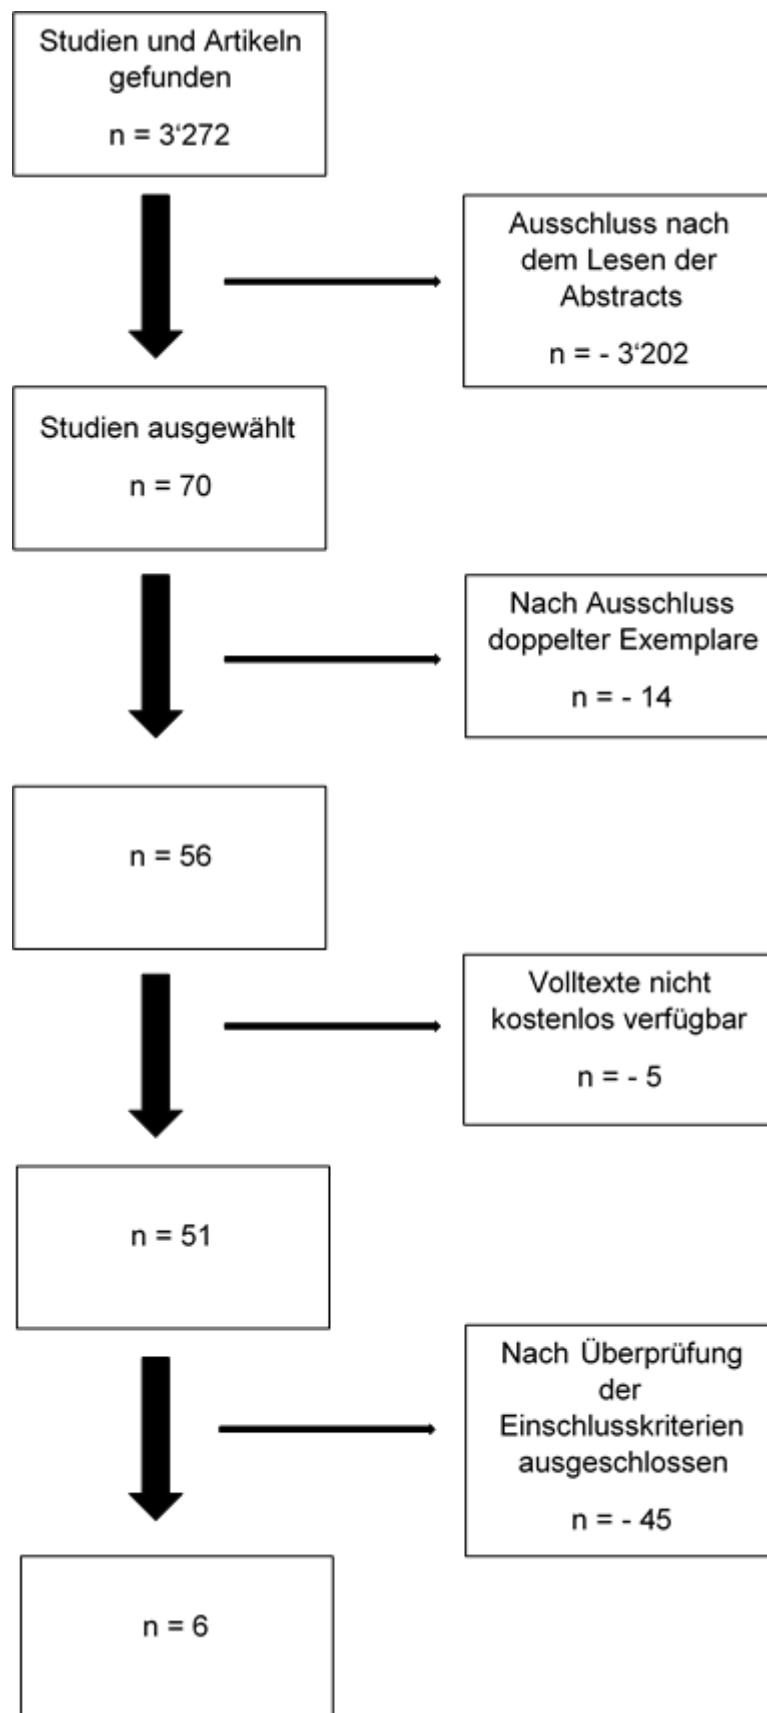 Studien und Artikeln
gefunden
n = 3‘272
Ausschluss nach
dem Lesen der
Abstracts
n = - 3‘202
Studien ausgewählt
n = 70
Nach Ausschluss
doppelter Exemplare
n = - 14
n = 56
Volltexte nicht
kostenlos verfügbar
n = - 5
n = 51
Nach Überprüfung
der
Einschlusskriterien
ausgeschlossen
n = - 45
n = 6